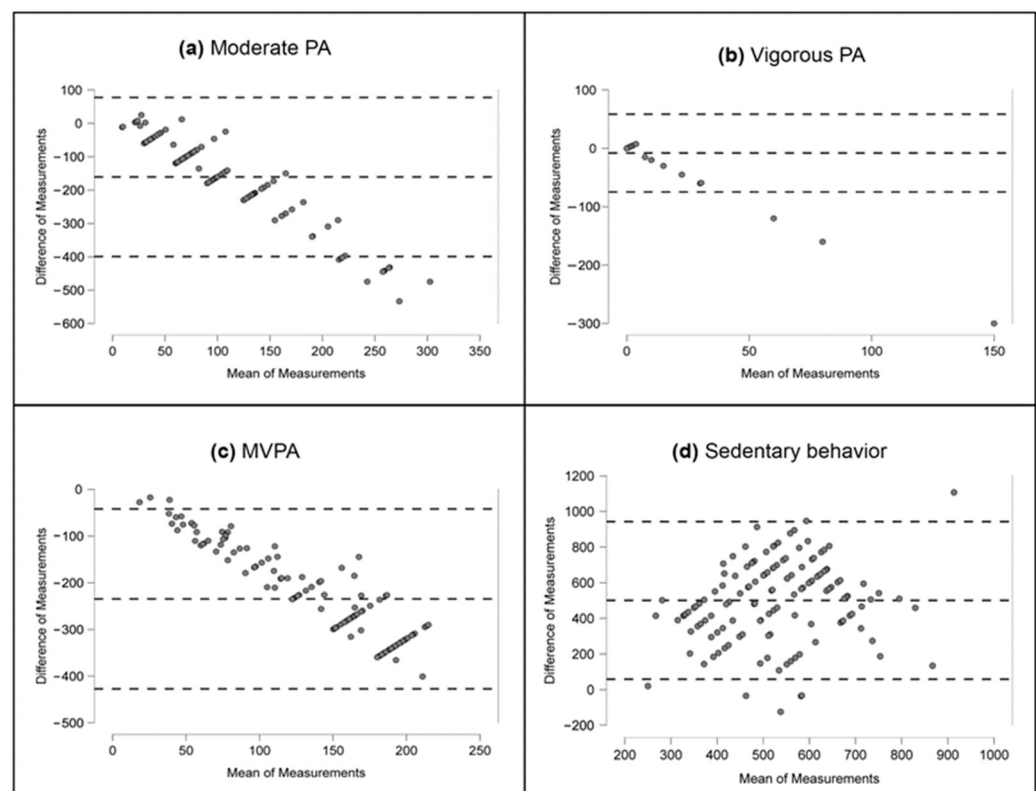 (a) Moderate PA
Difference of Measurements
100
0
−100
−200
−300
−400
−500
−600
0 50 100 150 200 250 300 350
Mean of Measurements
(b) Vigorous PA
Difference of Measurements
100
0
−100
−200
−300
0 50 100 150
Mean of Measurements
(c) MVPA
Difference of Measurements
0
−100
−200
−300
−400
−500
0 50 100 150 200 250
Mean of Measurements
(d) Sedentary behavior
Difference of Measurements
1200
1000
800
600
400
200
0
−200
200 300 400 500 600 700 800 900 1000
Mean of Measurements